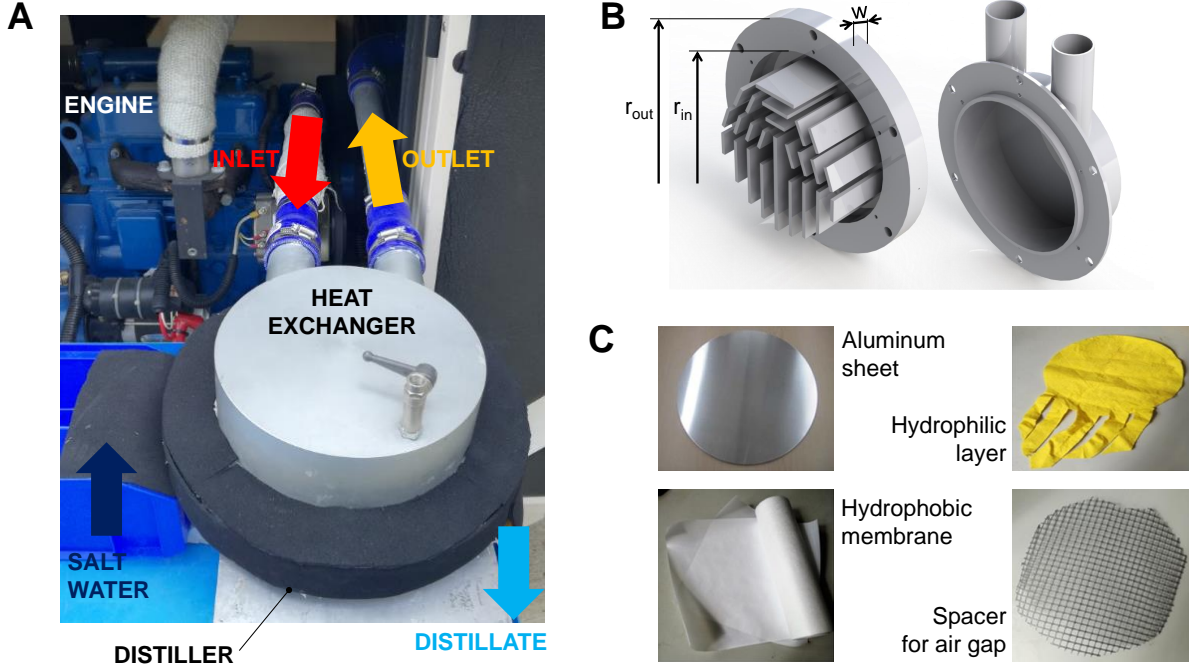 A
ENGINE
INLET
OUTLET
HEAT
EXCHANGER
SALT
WATER
DISTILLER
DISTILLATE
B
w
r_out
r_in
C
Aluminum
sheet
Hydrophilic
layer
Hydrophobic
membrane
Spacer
for air gap